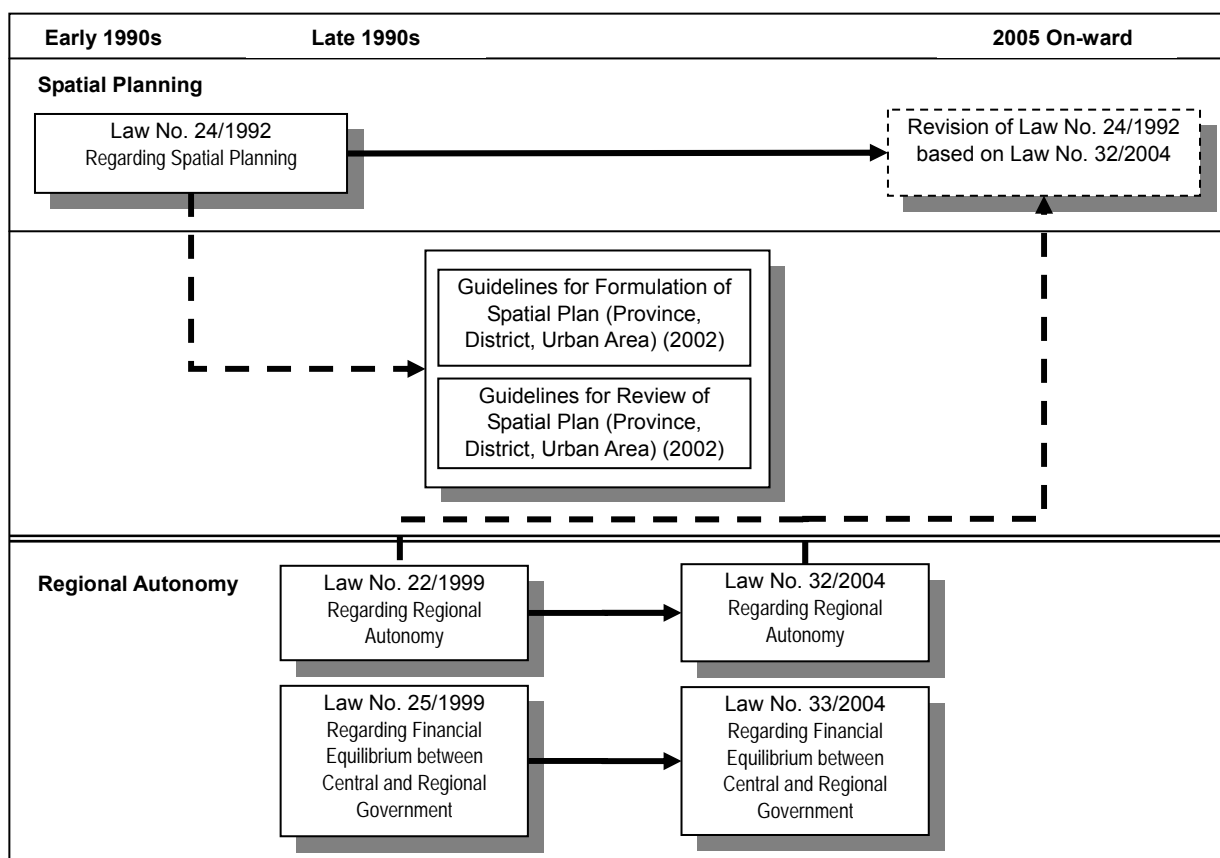 Early 1990s
Late 1990s
2005 On-ward
Spatial Planning
Law No. 24/1992
Regarding Spatial Planning
Revision of Law No. 24/1992
based on Law No. 32/2004
Guidelines for Formulation of
Spatial Plan (Province,
District, Urban Area) (2002)
Guidelines for Review of
Spatial Plan (Province,
District, Urban Area) (2002)
Regional Autonomy
Law No. 22/1999
Regarding Regional
Autonomy
Law No. 32/2004
Regarding Regional
Autonomy
Law No. 25/1999
Regarding Financial
Equilibrium between
Central and Regional
Government
Law No. 33/2004
Regarding Financial
Equilibrium between
Central and Regional
Government